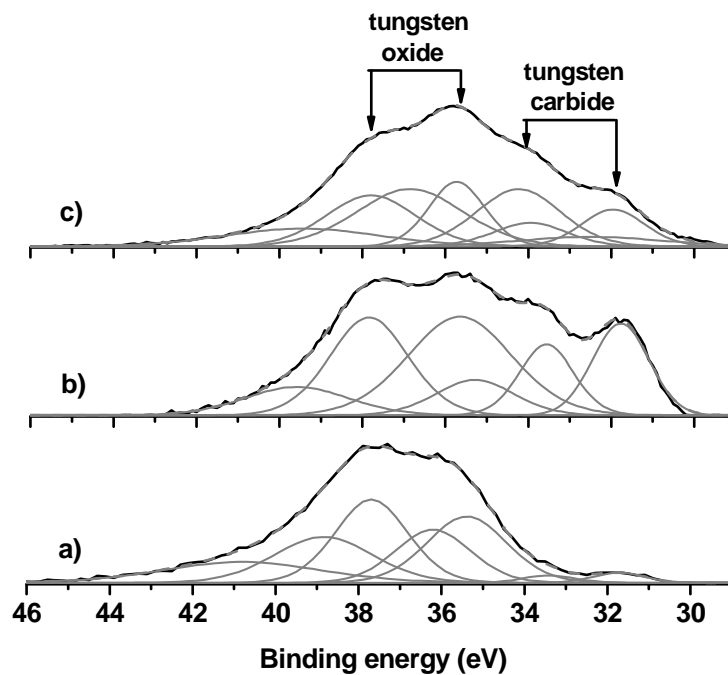 tungsten
oxide
tungsten
carbide
c)
b)
a)
46 44 42 40 38 36 34 32 30
Binding energy (eV)